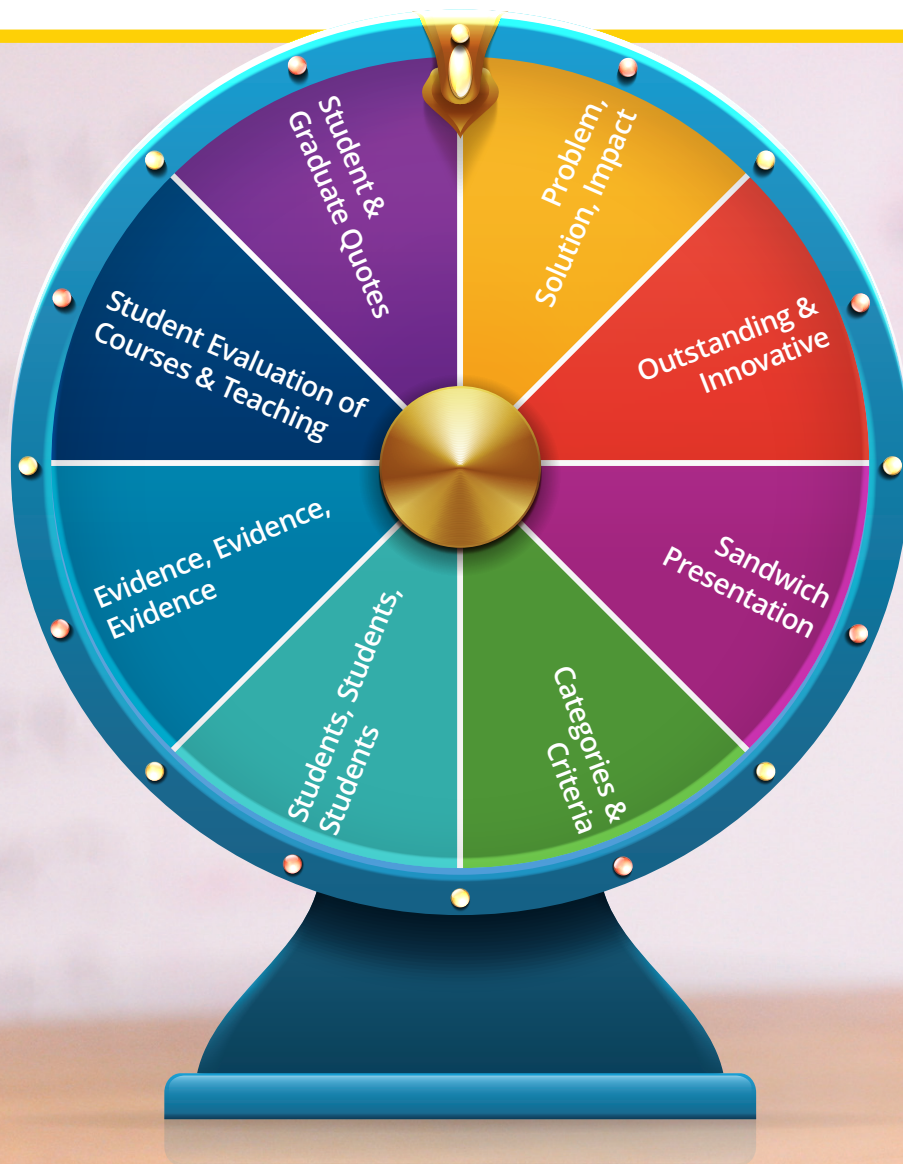 Problem,
Solution, Impact
Outstanding &
Innovative
Sandwich
Presentation
Categories &
Criteria
Students, Students,
Students
Evidence, Evidence,
Evidence
Student Evaluation of
Courses & Teaching
Student &
Graduate Quotes